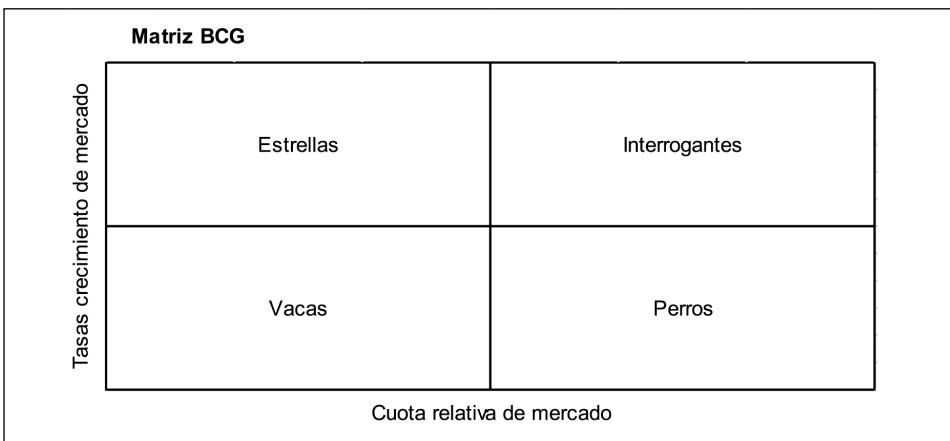 Matriz BCG
Tasas crecimiento de mercado
Estrellas
Interrogantes
Vacas
Perros
Cuota relativa de mercado